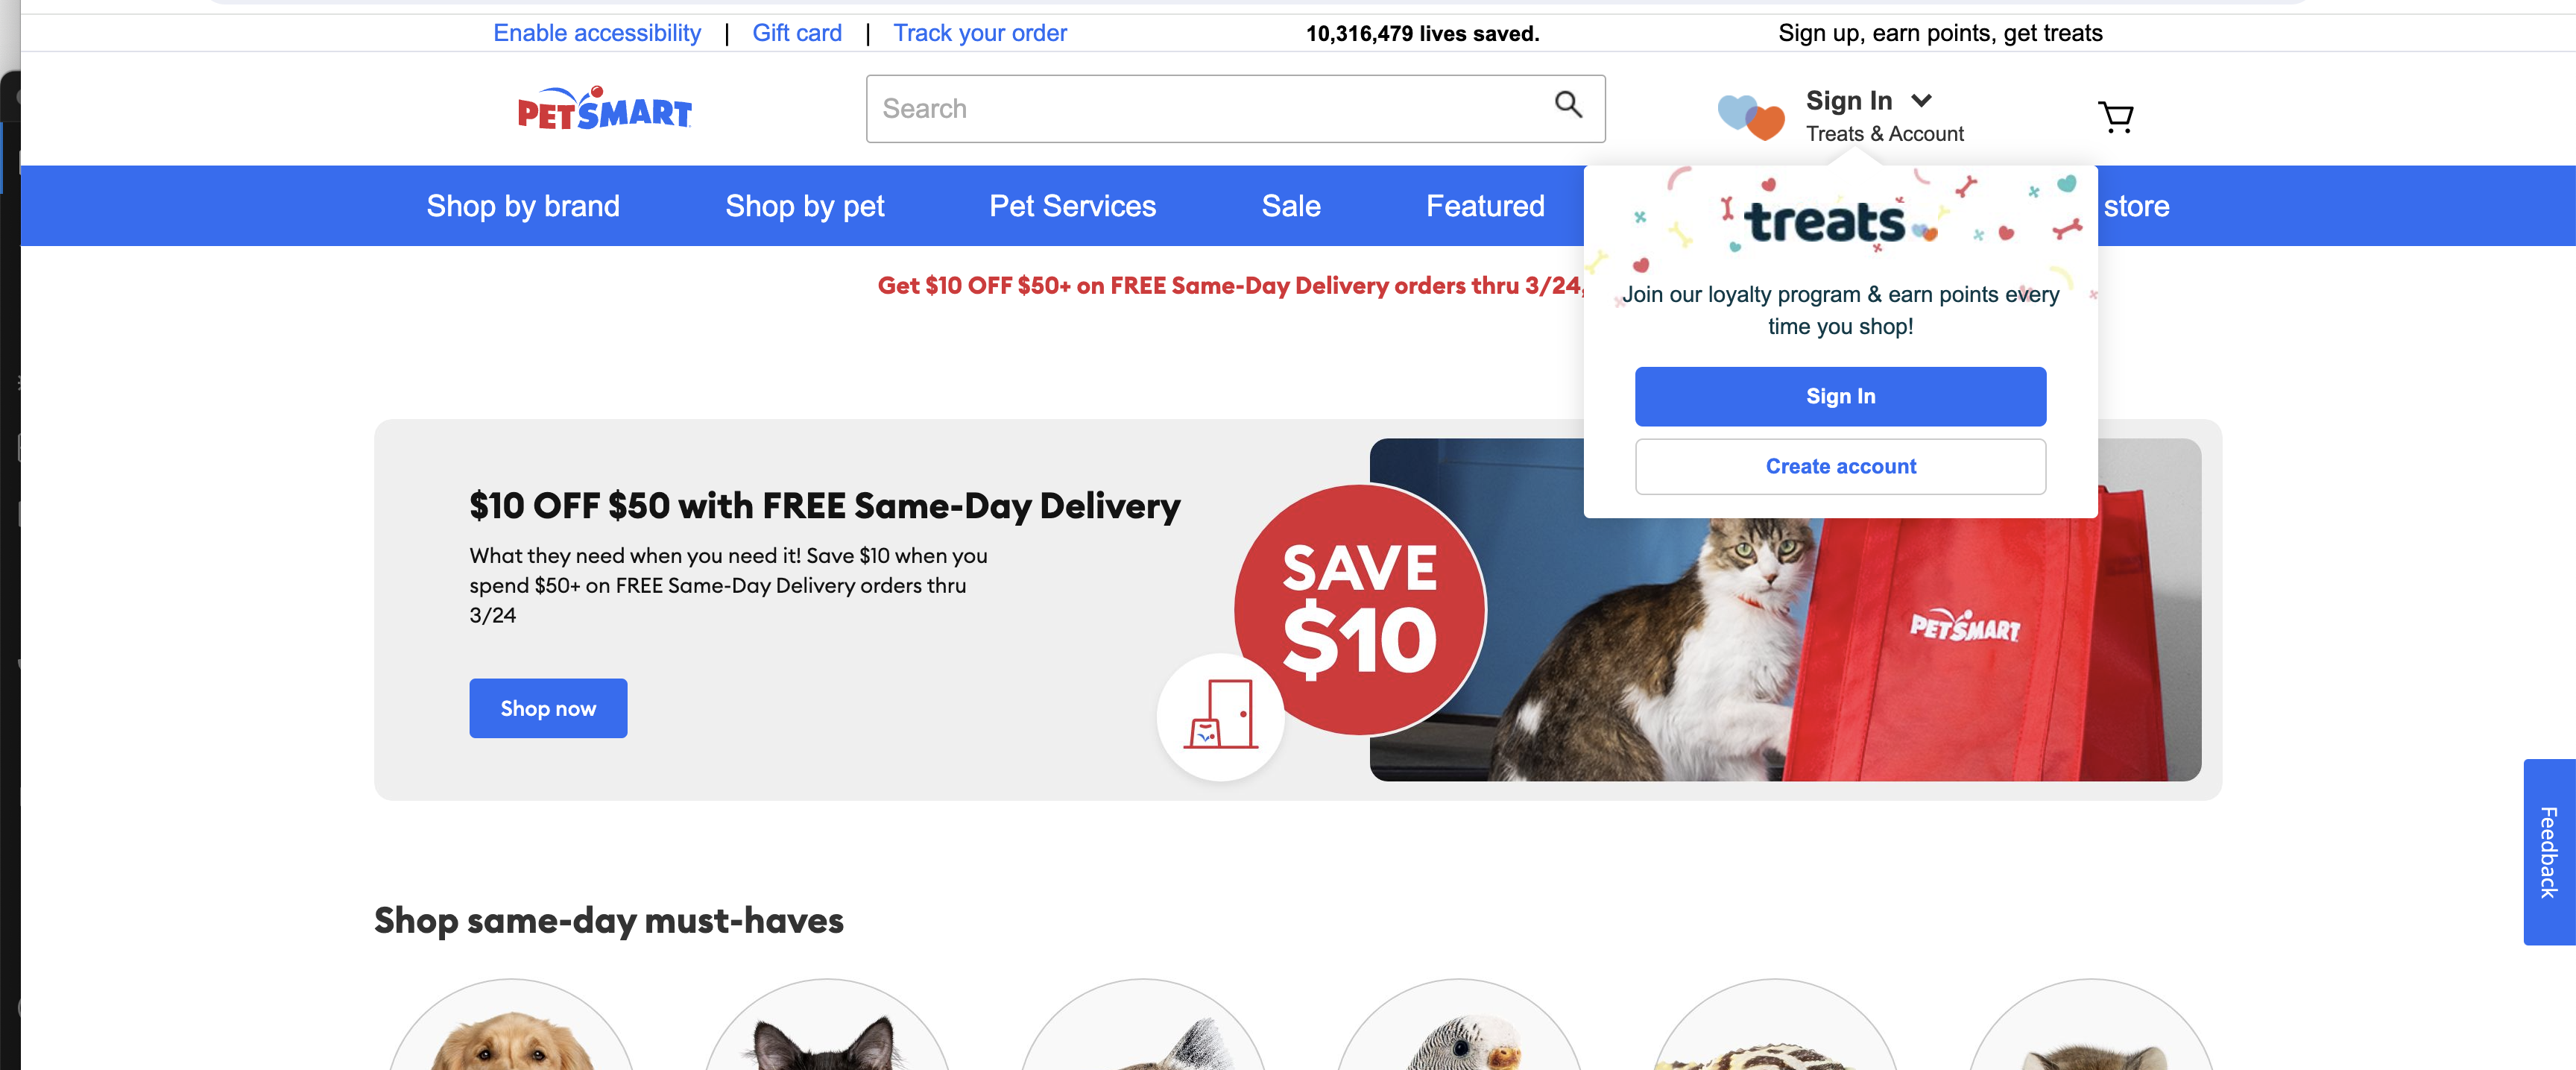 Enable accessibility | Gift card | Track your order
10,316,479 lives saved.
Sign up, earn points, get treats
PETSMART
Search
Sign In
Treats & Account
Shop by brand
Shop by pet
Pet Services
Sale
Featured
store
treats
Get $10 OFF $50+ on FREE Same-Day Delivery orders thru 3/24,
Join our loyalty program & earn points every
time you shop!
Sign In
Create account
$10 OFF $50 with FREE Same-Day Delivery
What they need when you need it! Save $10 when you
spend $50+ on FREE Same-Day Delivery orders thru
3/24
Shop now
SAVE
$10
PETSMART
Feedback
Shop same-day must-haves